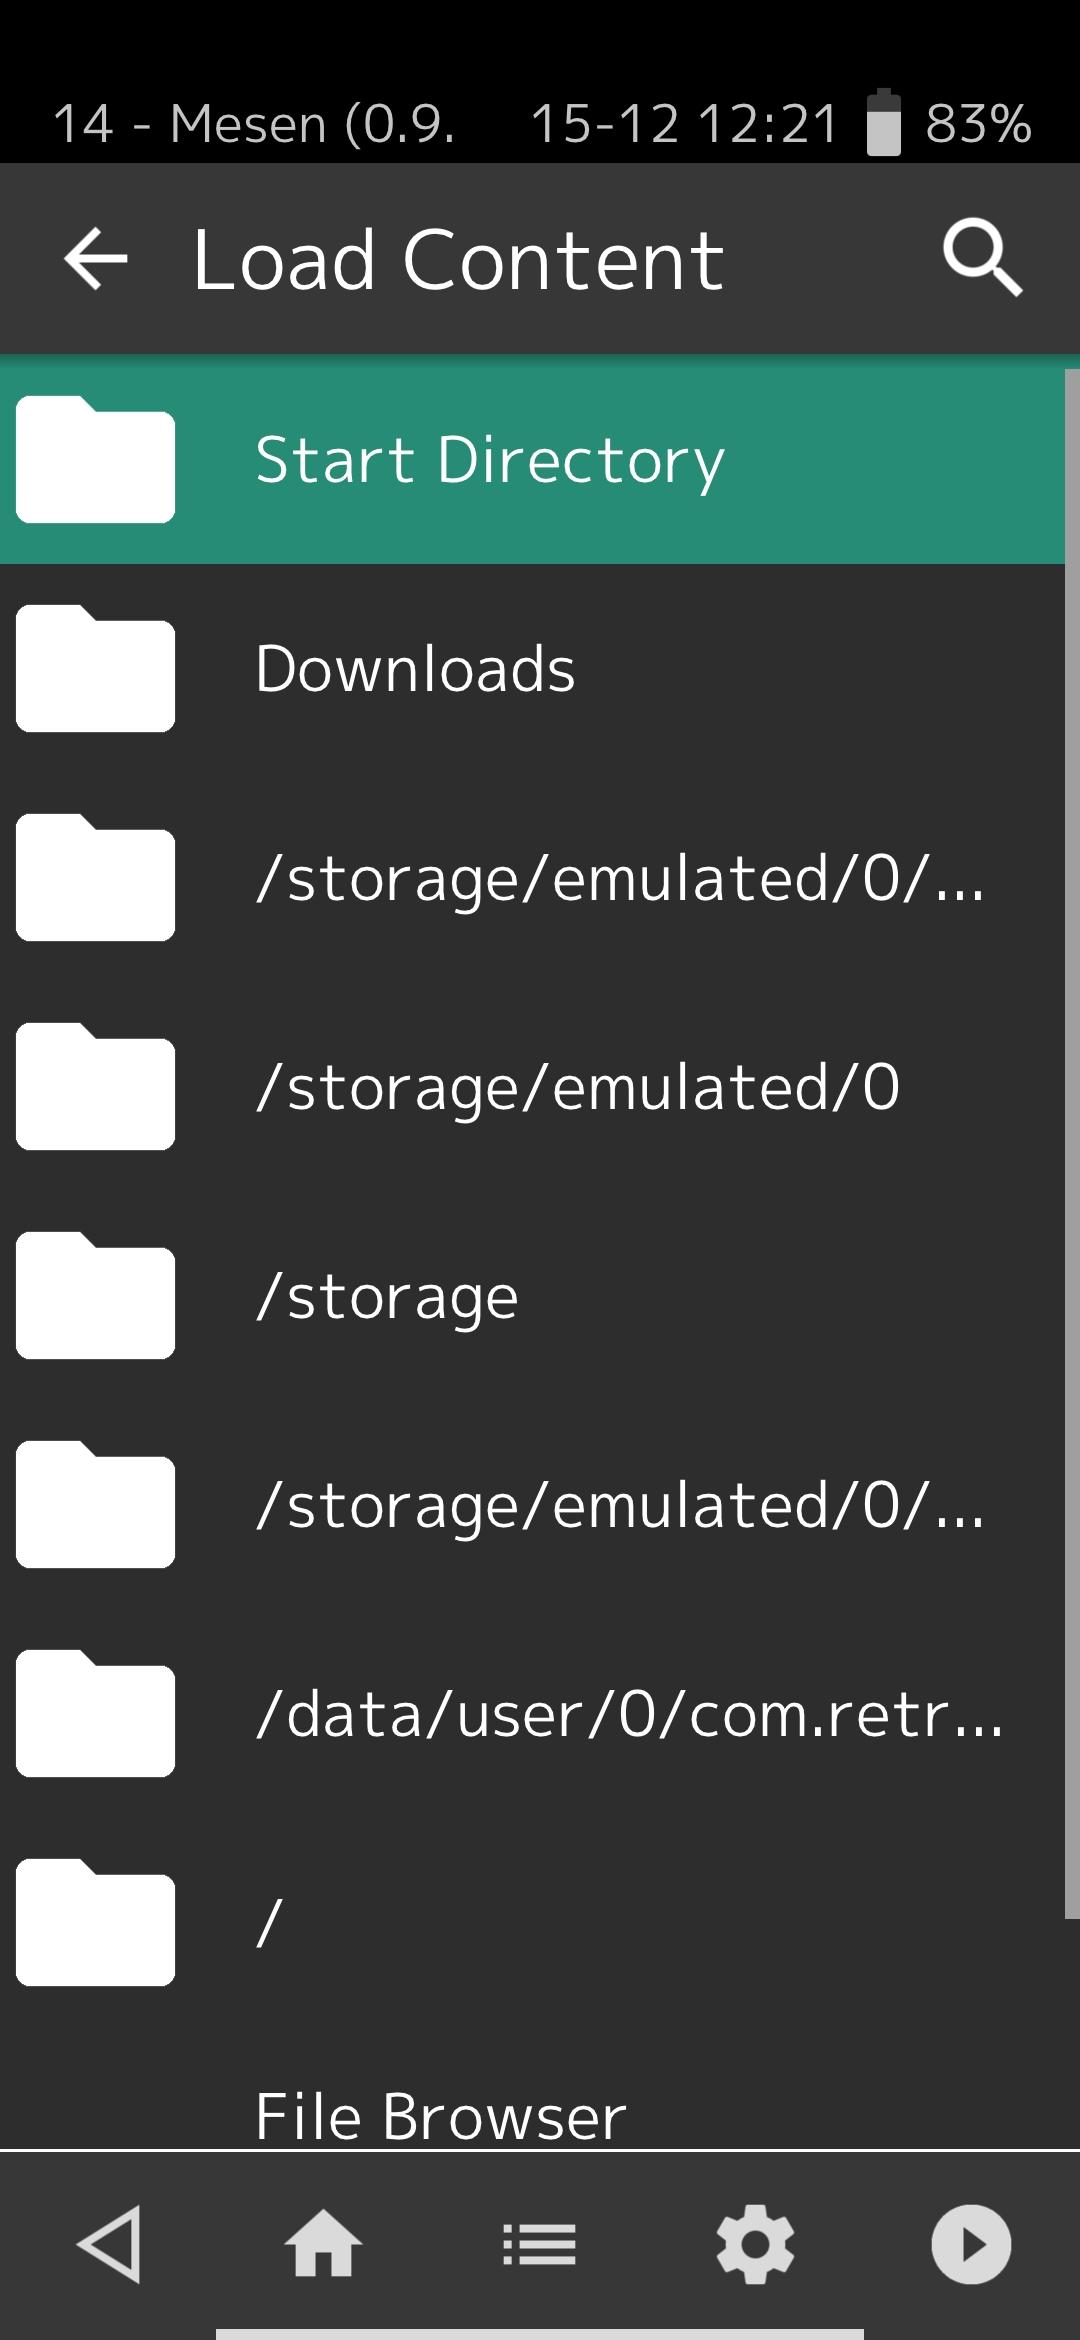 14 - Mesen (0.9. 15-12 12:21 83%
Load Content
Start Directory
Downloads
/storage/emulated/0/...
/storage/emulated/0
/storage
/storage/emulated/0/...
/data/user/0/com.retr...
/
File Browser